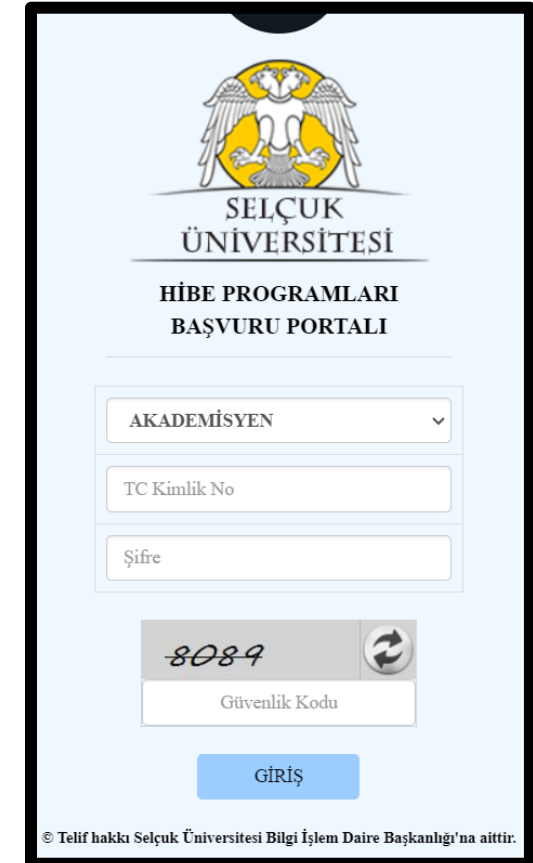 SELÇUK
ÜNİVERSİTESİ
HİBE PROGRAMLARI
BAŞVURU PORTALI
AKADEMİSYEN
TC Kimlik No
Şifre
8089
Güvenlik Kodu
GİRİŞ
© Telif hakkı Selçuk Üniversitesi Bilgi İşlem Daire Başkanlığı'na aittir.